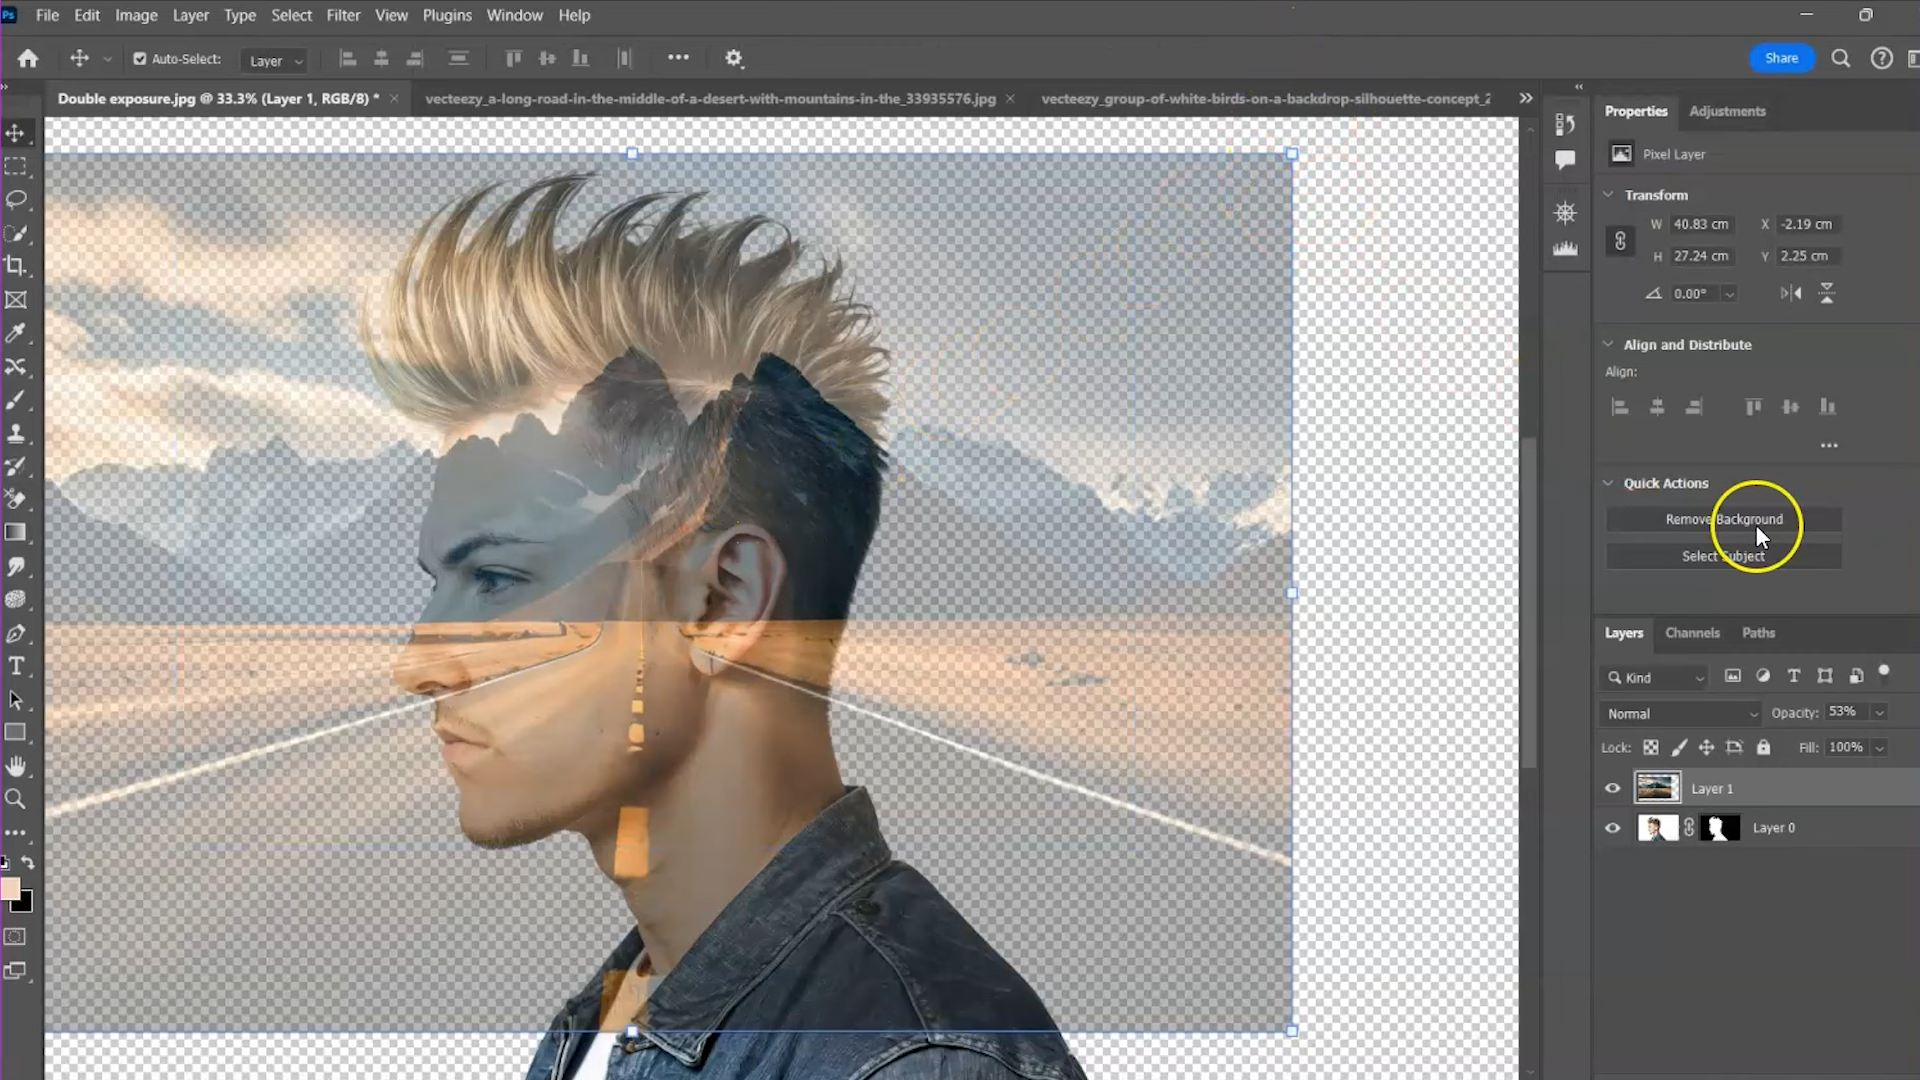 Ps File Edit Image Layer Type Select Filter View Plugins Window Help
Auto-Select: Layer Share
Double exposure.jpg @ 33.3% (Layer 1, RGB/8) * vecteezy_a-long-road-in-the-middle-of-a-desert-with-mountains-in-the_33935576.jpg vecteezy_group-of-white-birds-on-a-backdrop-silhouette-concept_2
Properties Adjustments
Pixel Layer
Transform
W 40.83 cm X -2.19 cm
H 27.24 cm Y 2.25 cm
0.00°
Align and Distribute
Align:
Quick Actions
Remove Background
Select Subject
Layers Channels Paths
Kind
Normal Opacity: 53%
Lock: Fill: 100%
Layer 1
Layer 0